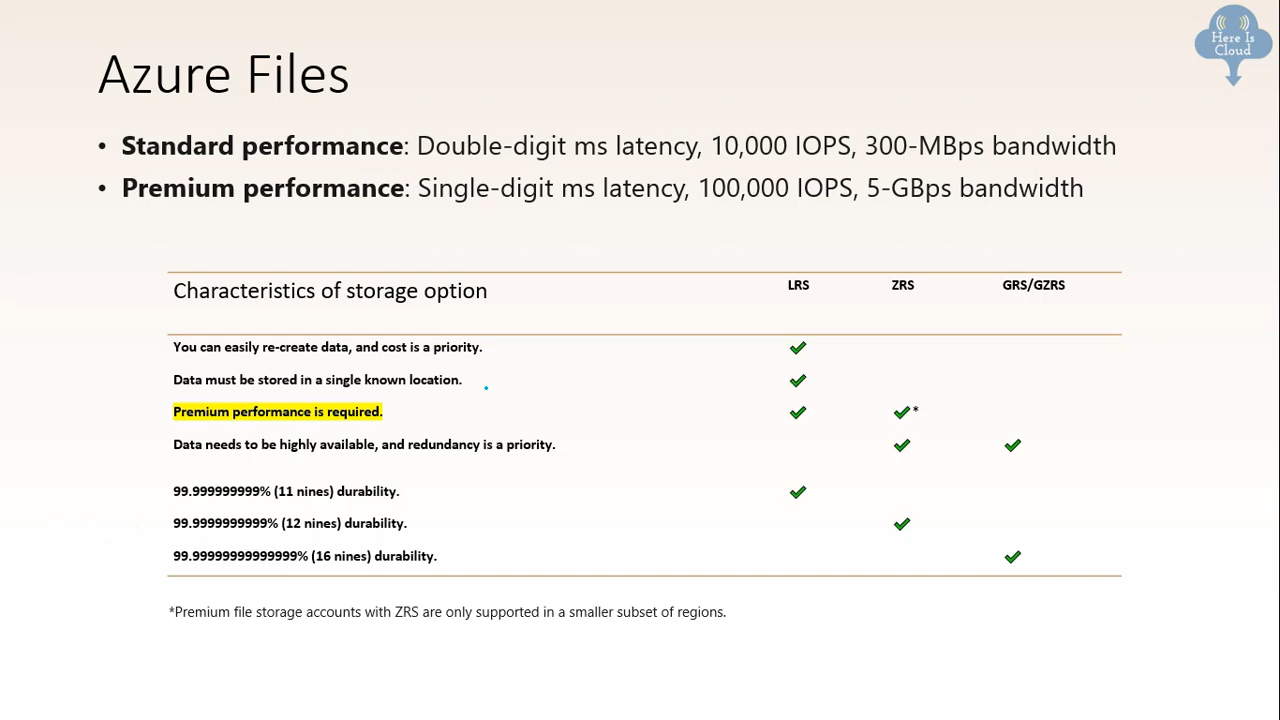 Here Is
Cloud
Azure Files
• Standard performance: Double-digit ms latency, 10,000 IOPS, 300-MBps bandwidth
• Premium performance: Single-digit ms latency, 100,000 IOPS, 5-GBps bandwidth
Characteristics of storage option LRS ZRS GRS/GZRS
You can easily re-create data, and cost is a priority. ✔
Data must be stored in a single known location. ✔
Premium performance is required. ✔ ✔*
Data needs to be highly available, and redundancy is a priority. ✔ ✔
99.999999999% (11 nines) durability. ✔
99.9999999999% (12 nines) durability. ✔
99.99999999999999% (16 nines) durability. ✔
*Premium file storage accounts with ZRS are only supported in a smaller subset of regions.